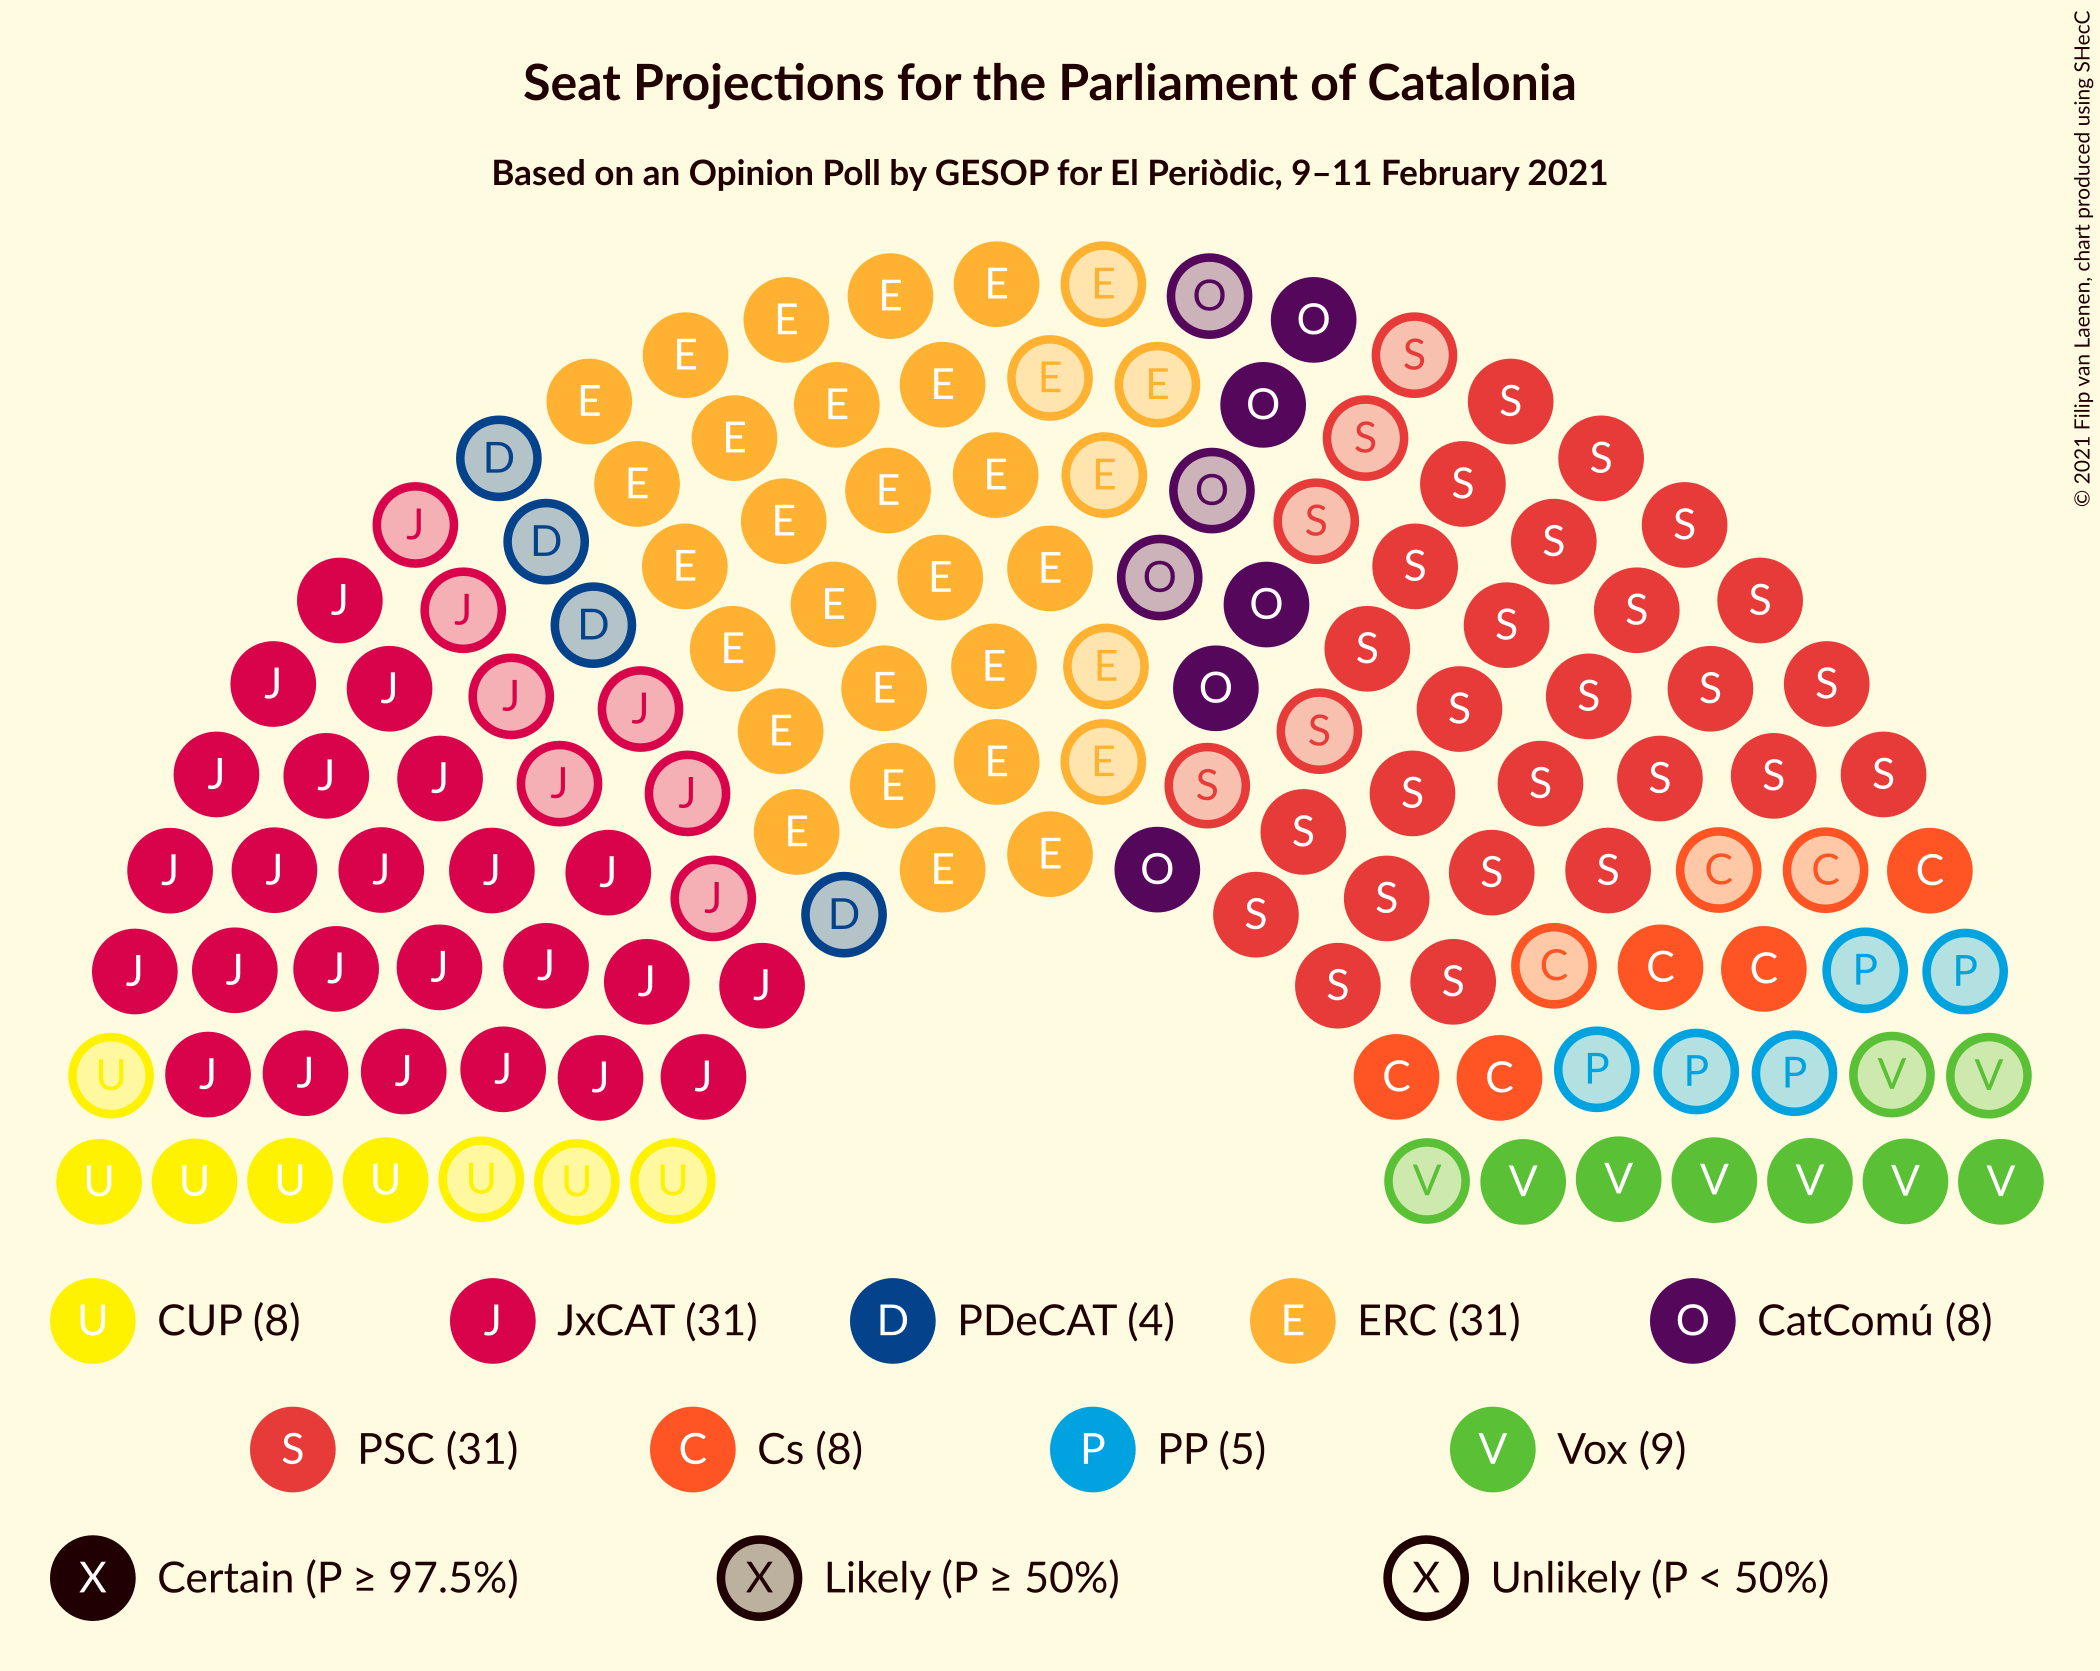 Seat Projections for the Parliament of Catalonia
Based on an Opinion Poll by GESOP for El Periòdic, 9–11 February 2021
© 2021 Filip van Laenen, chart produced using SHecC
E E E O
E E O S
E E E E S
E E O S S
D E E E E O S S
J D E E E S S S
J J D E E O O S S S
J J J E E E S S S S
J J J J E E E O S S S S
J J J J J E E E S S S S S S
J J J J J J E D E E O S S S S C C C
J J J J J J J S S C C C P P
U J J J J J J C C P P P V V
U U U U U U U V V V V V V V
U CUP (8) J JxCAT (31) D PDeCAT (4) E ERC (31) O CatComú (8)
S PSC (31) C Cs (8) P PP (5) V Vox (9)
X Certain (P ≥ 97.5%) X Likely (P ≥ 50%) X Unlikely (P < 50%)